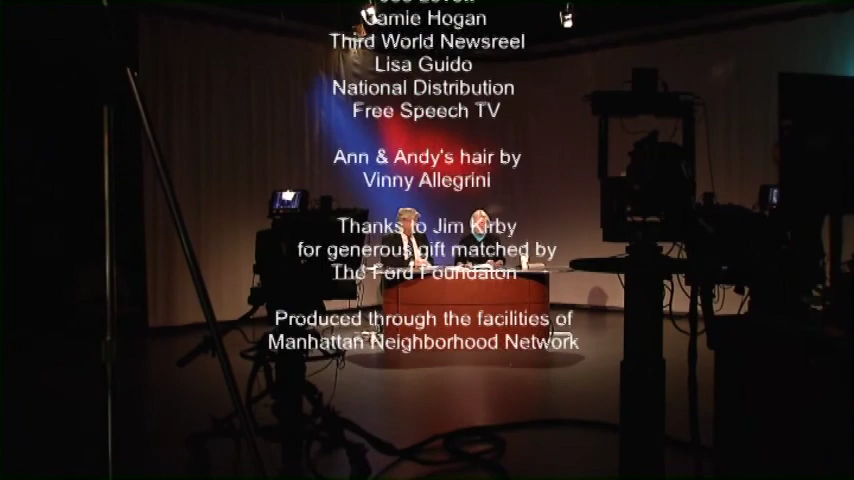 Jamie Hogan
Third World Newsreel
Lisa Guido
National Distribution
Free Speech TV
Ann & Andy's hair by
Vinny Allegrini
Thanks to Jim Kirby
for generous gift matched by
The Ford Foundaton
Produced through the facilities of
Manhattan Neighborhood Network